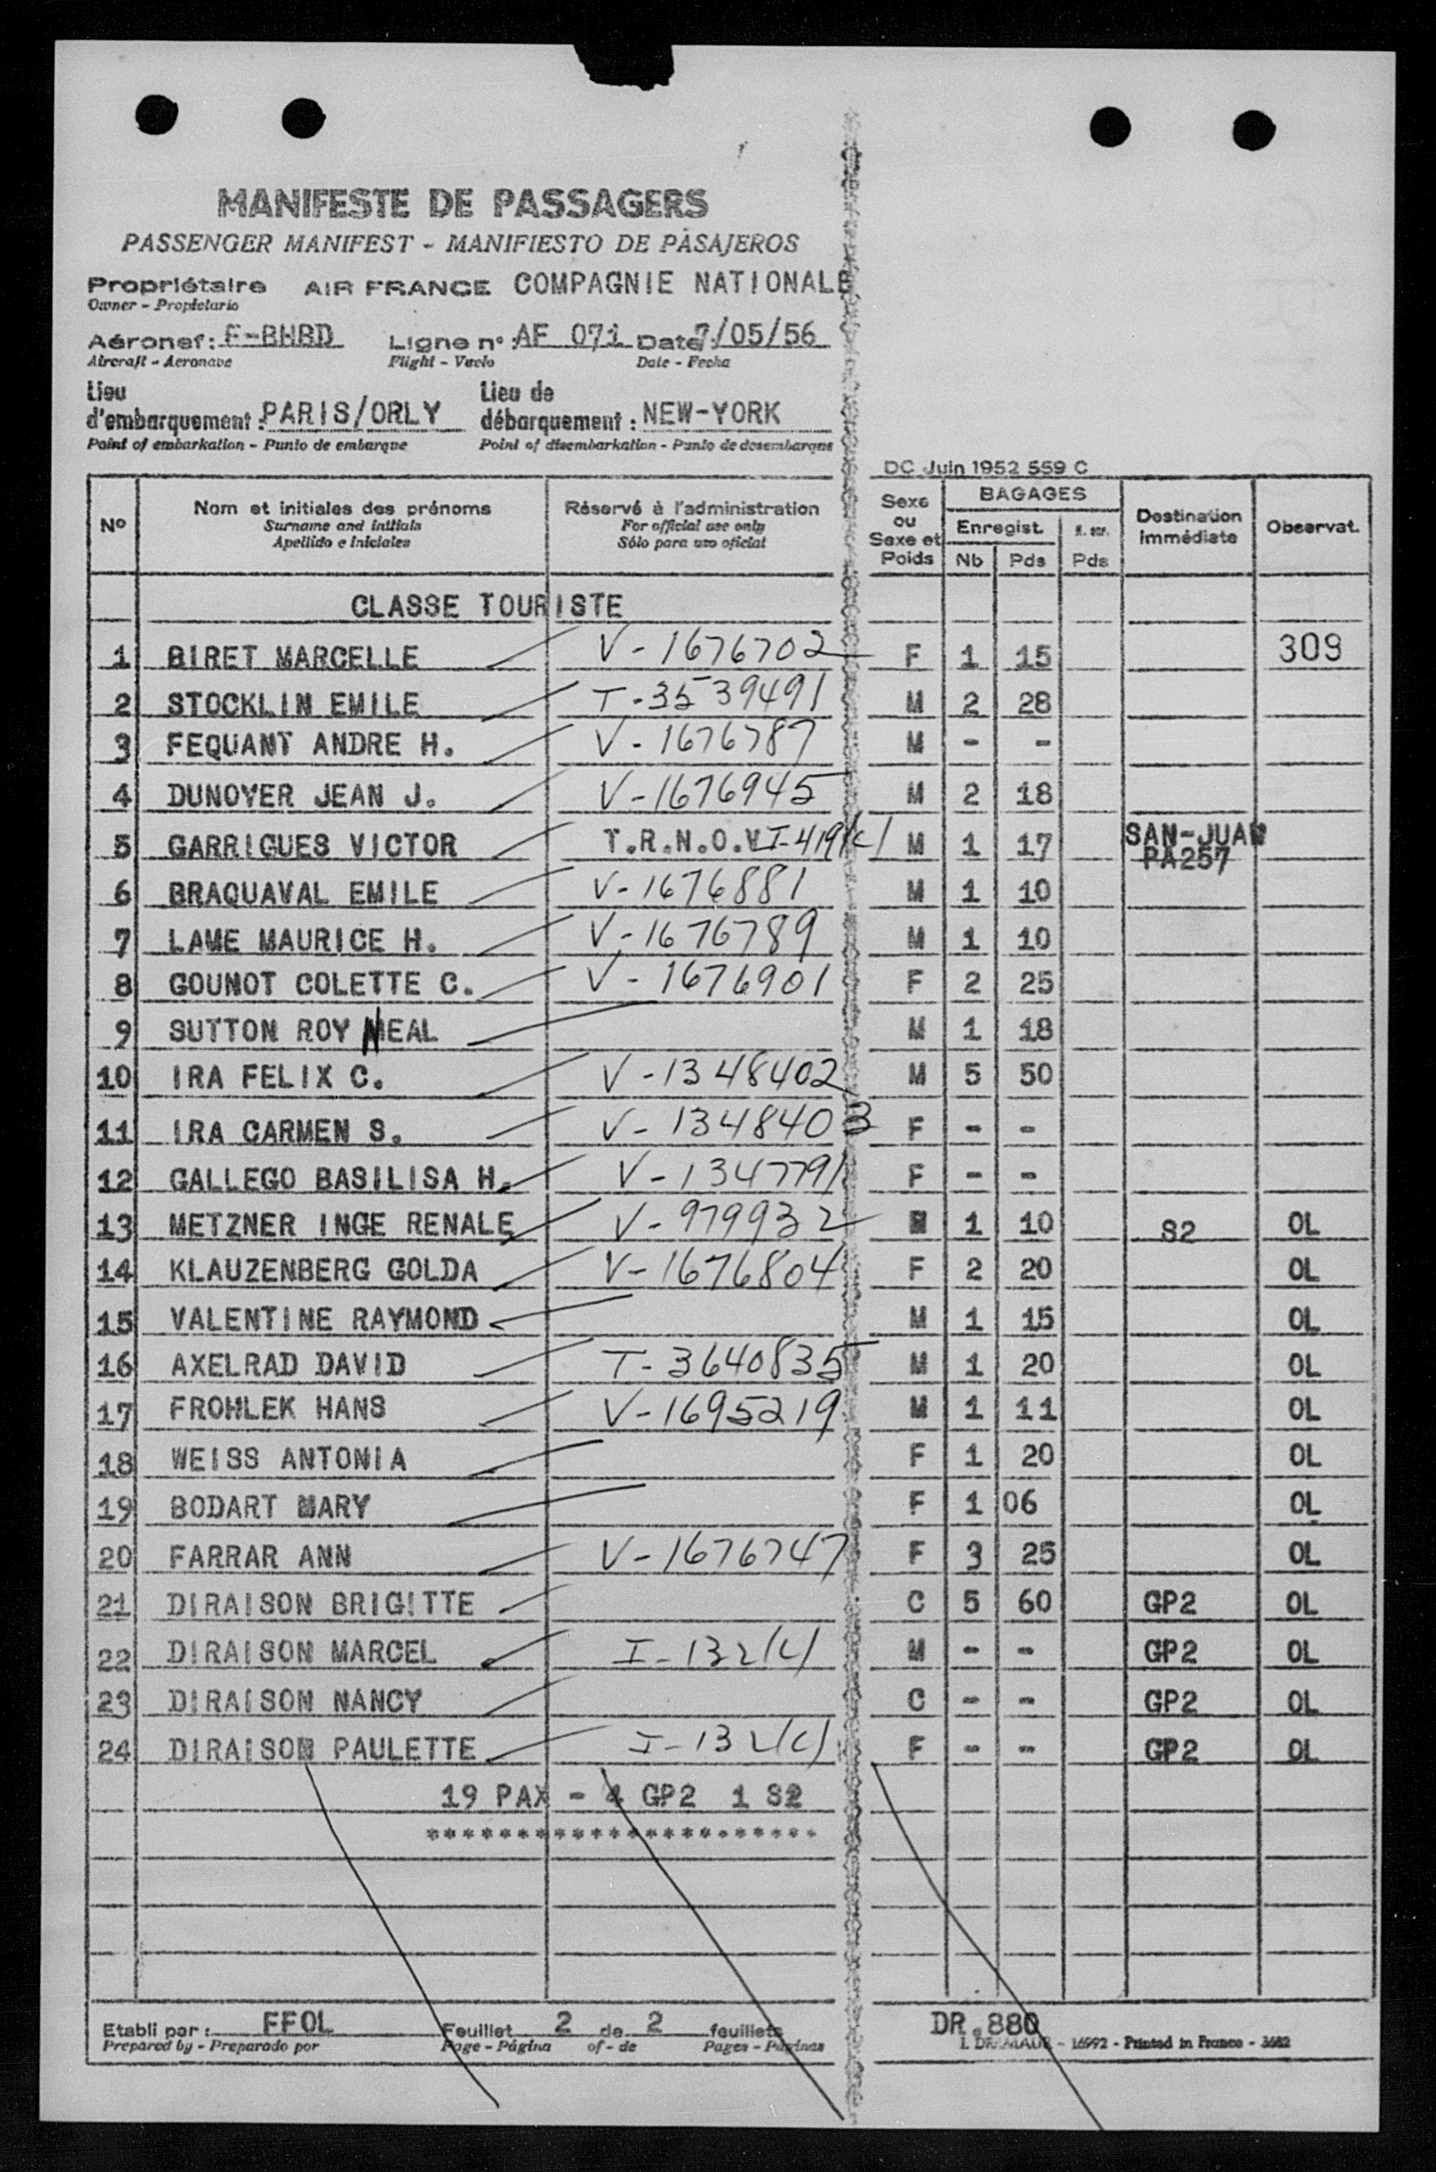 MANIFESTE DE PASSAGERS
PASSENGER MANIFEST - MANIFIESTO DE PASAJEROS
Propriétaire AIR FRANCE COMPAGNIE NATIONALE
Owner - Propietario
Aéronef: F-BHBD Ligne n°: AF 071 Date: 7/05/56
Aircraft - Aeronave Flight - Vuelo Date - Fecha
Lieu d'embarquement: PARIS/ORLY Lieu de débarquement: NEW-YORK
Point of embarkation - Punto de embarque Point of disembarkation - Punto de desembarque
DC Juin 1952 559 C
N° Nom et initiales des prénoms Réservé à l'administration Sexe ou Sexe et Poids BAGAGES Destination immédiate Observat.
Surname and initials For official use only Enregist.
Apellido e iniciales Sólo para uso oficial Nb Pds Pds
CLASSE TOURISTE
1 BIRET MARCELLE V-1676702 F 1 15 309
2 STOCKLIN EMILE T-3539491 M 2 28
3 FEQUANT ANDRE H. V-1676787 M - -
4 DUNOYER JEAN J. V-1676945 M 2 18
5 GARRIGUES VICTOR T.R.N.O.V. I-419(c) M 1 17 SAN-JUAN PA257
6 BRAQUAVAL EMILE V-1676881 M 1 10
7 LAME MAURICE H. V-1676789 M 1 10
8 GOUNOT COLETTE C. V-1676901 F 2 25
9 SUTTON ROY NEAL M 1 18
10 IRA FELIX C. V-1348402 M 5 50
11 IRA CARMEN S. V-1348403 F - -
12 GALLEGO BASILISA H. V-1347791 F - -
13 METZNER INGE RENALE V-979932 1 10 S2 OL
14 KLAUZENBERG GOLDA V-1676804 F 2 20 OL
15 VALENTINE RAYMOND M 1 15 OL
16 AXELRAD DAVID T-3640835 M 1 20 OL
17 FROHLEK HANS V-1695219 M 1 11 OL
18 WEISS ANTONIA F 1 20 OL
19 BODART MARY F 1 06 OL
20 FARRAR ANN V-1676747 F 3 25 OL
21 DIRAISON BRIGITTE C 5 60 GP2 OL
22 DIRAISON MARCEL I-132(c) M - - GP2 OL
23 DIRAISON NANCY C - - GP2 OL
24 DIRAISON PAULETTE I-132(c) F - - GP2 OL
19 PAX - 4 GP2 1 S2
**********************
Etabli par: FFOL Feuillet 2 de 2 feuillets DR.880
Prepared by - Preparado por Page - Página of - de Pages - Páginas - 16992 - Printed in France - 3682